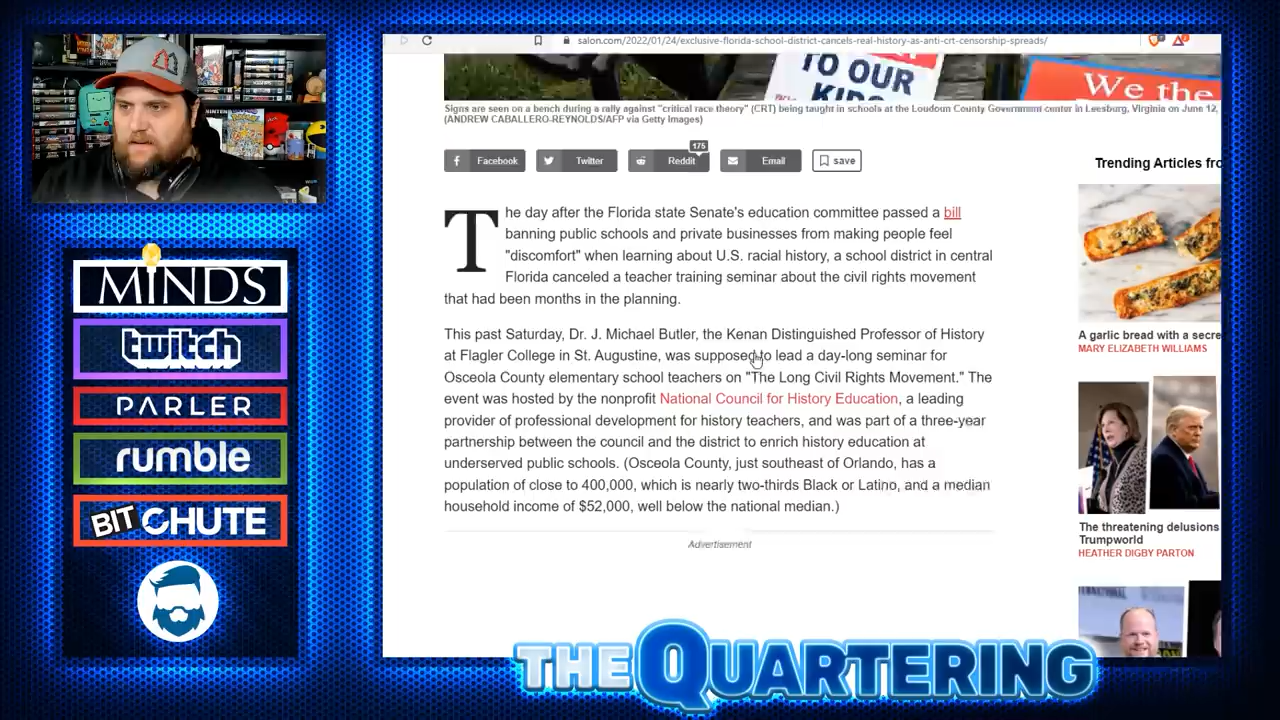 salon.com/2022/01/24/exclusive-florida-school-district-cancels-real-history-as-anti-crt-censorship-spreads/
TO OUR
KIDS
We the
Signs are seen on a bench during a rally against "critical race theory" (CRT) being taught in schools at the Loudoun County Government center in Leesburg, Virginia on June 12,
(ANDREW CABALLERO-REYNOLDS/AFP via Getty Images)
175
Facebook
Twitter
Reddit
Email
save
Trending Articles fro
The day after the Florida state Senate's education committee passed a bill
banning public schools and private businesses from making people feel
"discomfort" when learning about U.S. racial history, a school district in central
Florida canceled a teacher training seminar about the civil rights movement
that had been months in the planning.
This past Saturday, Dr. J. Michael Butler, the Kenan Distinguished Professor of History
at Flagler College in St. Augustine, was supposed to lead a day-long seminar for
Osceola County elementary school teachers on "The Long Civil Rights Movement." The
event was hosted by the nonprofit National Council for History Education, a leading
provider of professional development for history teachers, and was part of a three-year
partnership between the council and the district to enrich history education at
underserved public schools. (Osceola County, just southeast of Orlando, has a
population of close to 400,000, which is nearly two-thirds Black or Latino, and a median
household income of $52,000, well below the national median.)
Advertisement
A garlic bread with a secre
MARY ELIZABETH WILLIAMS
The threatening delusions
Trumpworld
HEATHER DIGBY PARTON
MINDS
twitch
PARLER
rumble
BIT CHUTE
THE QUARTERING